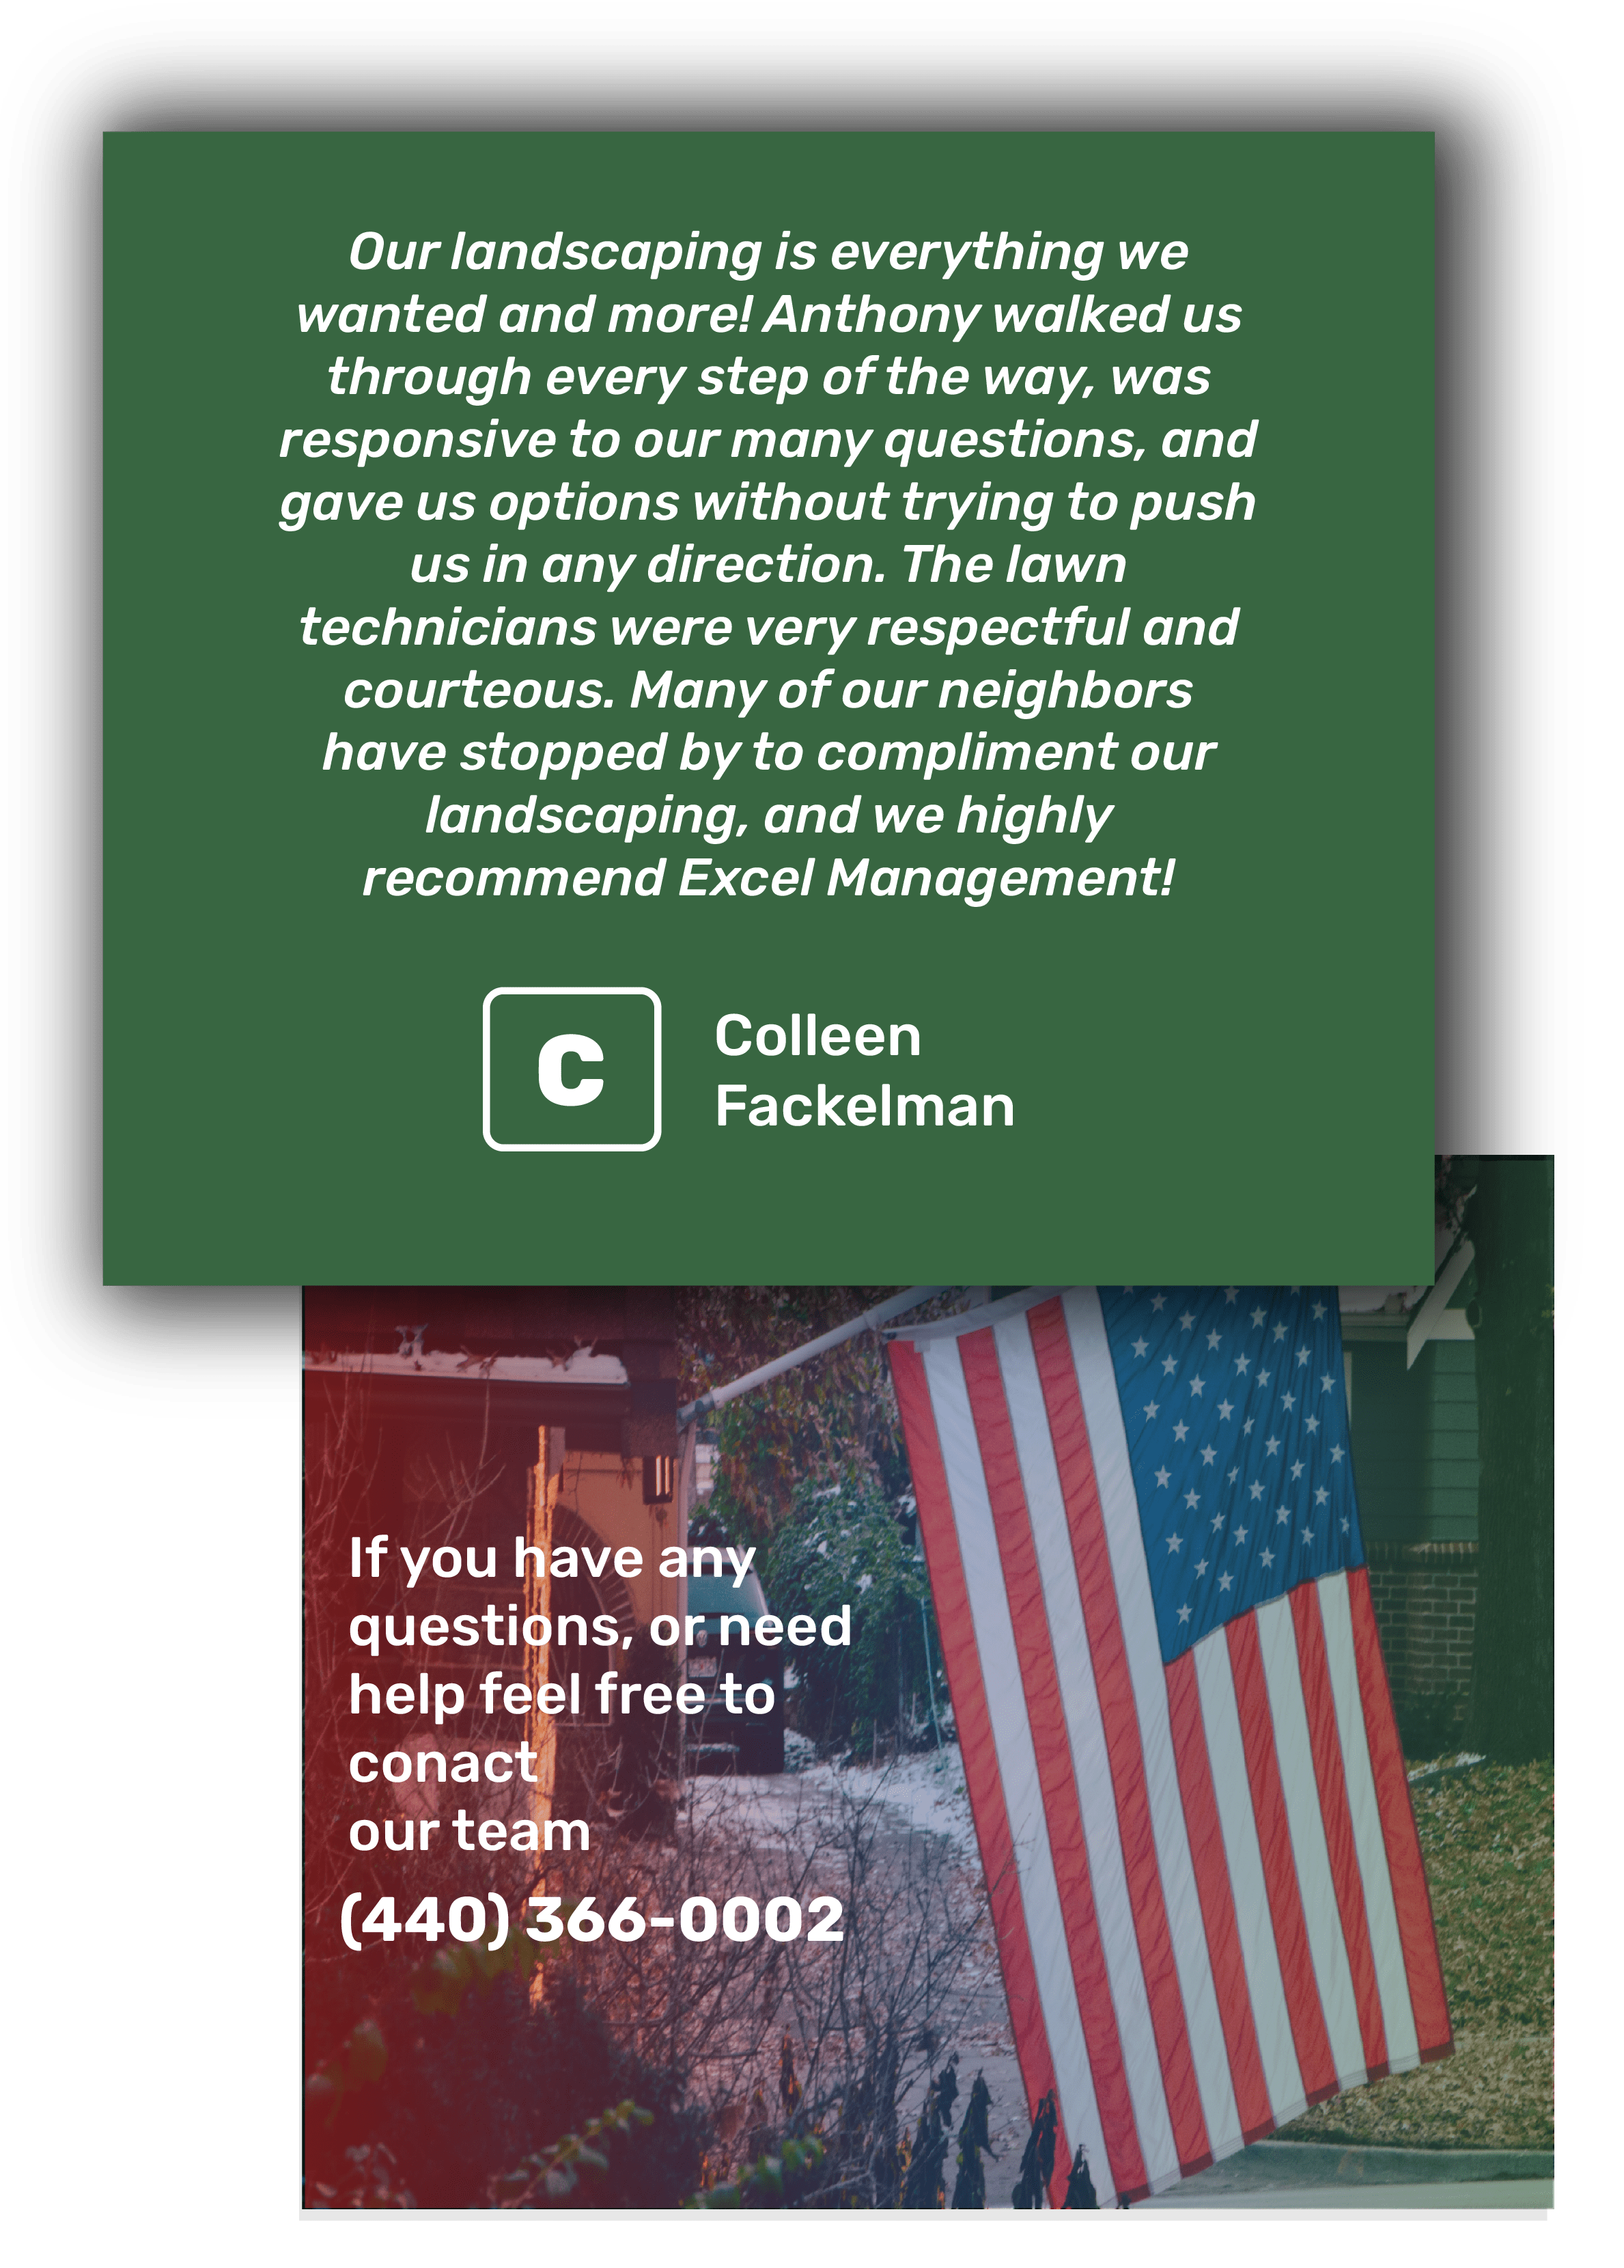 Our landscaping is everything we
wanted and more! Anthony walked us
through every step of the way, was
responsive to our many questions, and
gave us options without trying to push
us in any direction. The lawn
technicians were very respectful and
courteous. Many of our neighbors
have stopped by to compliment our
landscaping, and we highly
recommend Excel Management!
C
Colleen
Fackelman
If you have any
questions, or need
help feel free to
conact
our team
(440) 366-0002